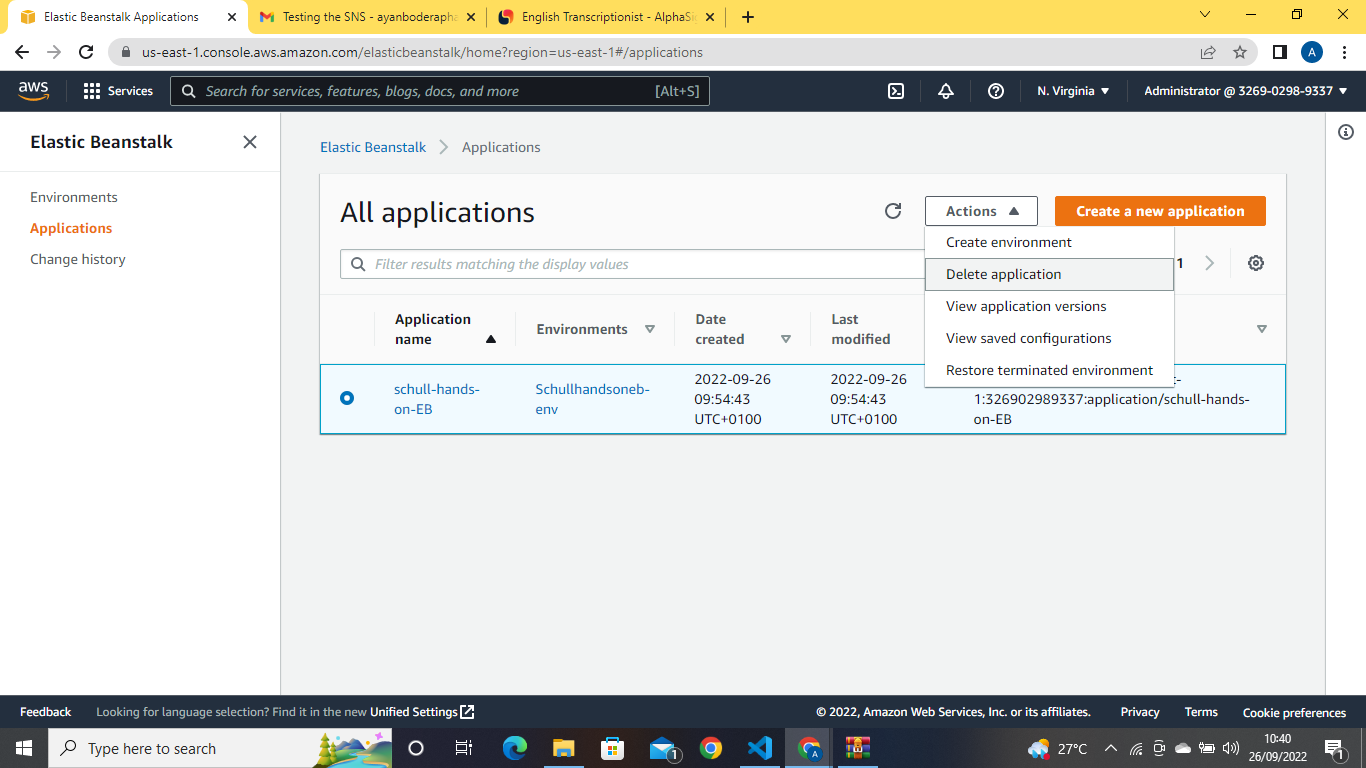 Elastic Beanstalk Applications
Testing the SNS - ayanboderapha
English Transcriptionist - AlphaSig
us-east-1.console.aws.amazon.com/elasticbeanstalk/home?region=us-east-1#/applications
A
aws
Services
Search for services, features, blogs, docs, and more
[Alt+S]
N. Virginia
Administrator @ 3269-0298-9337
Elastic Beanstalk
Environments
Applications
Change history
Elastic Beanstalk
Applications
All applications
Actions
Create a new application
Filter results matching the display values
1
Create environment
Delete application
View application versions
View saved configurations
Restore terminated environment
Application
name
Environments
Date
created
Last
modified
schull-hands-
on-EB
Schullhandsoneb-
env
2022-09-26
09:54:43
UTC+0100
2022-09-26
09:54:43
UTC+0100
1:326902989337:application/schull-hands-
on-EB
Feedback
Looking for language selection? Find it in the new Unified Settings
© 2022, Amazon Web Services, Inc. or its affiliates.
Privacy
Terms
Cookie preferences
Type here to search
1
A
27°C
10:40
26/09/2022
1